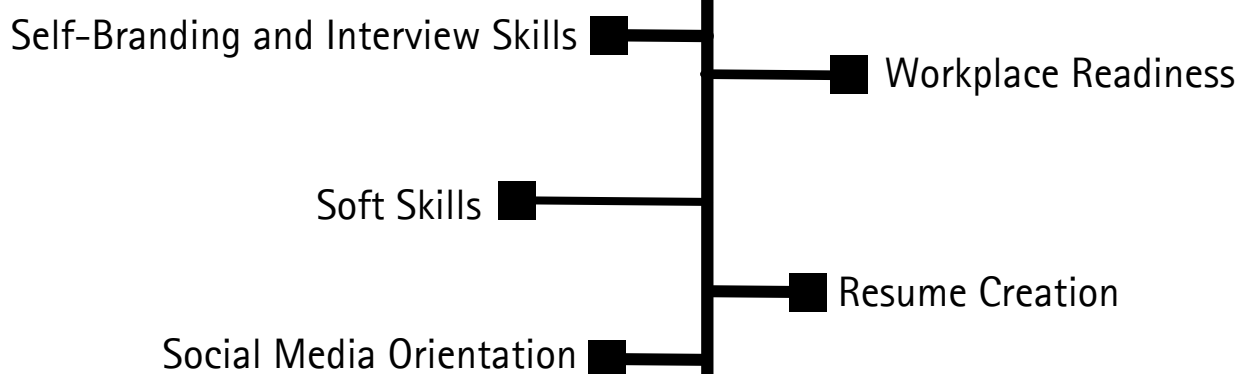 Self-Branding and Interview Skills
Workplace Readiness
Soft Skills
Resume Creation
Social Media Orientation